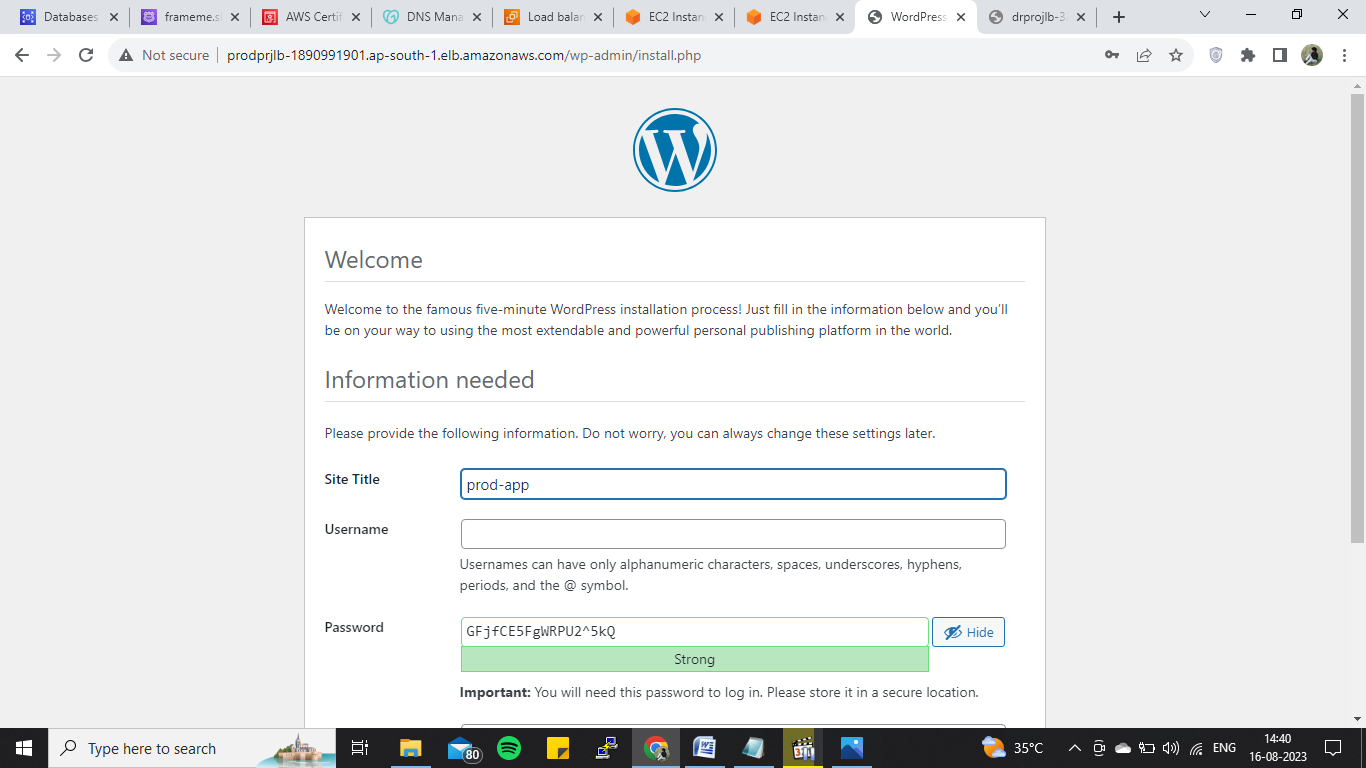 Databases
frameme.s
AWS Certif
DNS Mana
Load balan
EC2 Instan
EC2 Instan
WordPress
drprojlb-3
Not secure
prodprjlb-1890991901.ap-south-1.elb.amazonaws.com/wp-admin/install.php
W
Welcome
Welcome to the famous five-minute WordPress installation process! Just fill in the information below and you'll
be on your way to using the most extendable and powerful personal publishing platform in the world.
Information needed
Please provide the following information. Do not worry, you can always change these settings later.
Site Title
prod-app
Username
Usernames can have only alphanumeric characters, spaces, underscores, hyphens,
periods, and the @ symbol.
Password
GFjfCE5FgWRPU2^5kQ
Hide
Strong
Important: You will need this password to log in. Please store it in a secure location.
Type here to search
80
35°C
ENG
14:40
16-08-2023